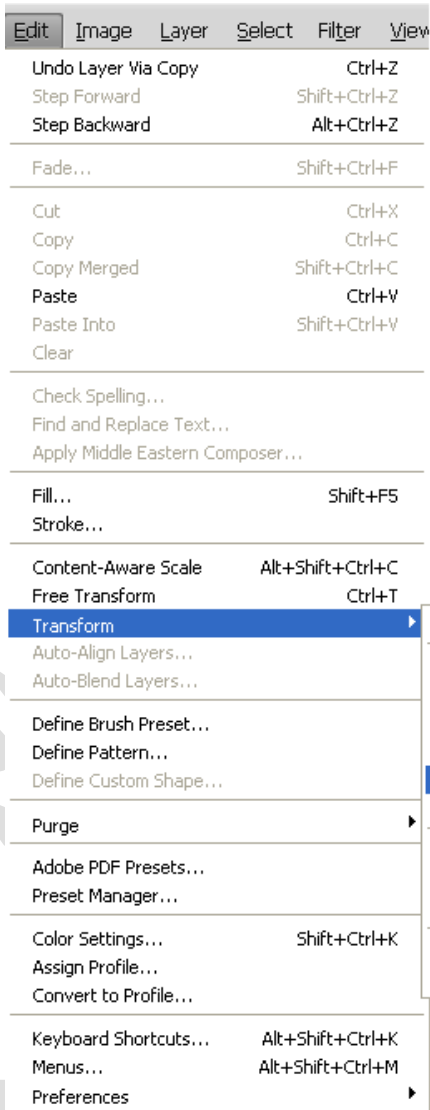 Edit Image Layer Select Filter View
Undo Layer Via Copy Ctrl+Z
Step Forward Shift+Ctrl+Z
Step Backward Alt+Ctrl+Z
Fade... Shift+Ctrl+F
Cut Ctrl+X
Copy Ctrl+C
Copy Merged Shift+Ctrl+C
Paste Ctrl+V
Paste Into Shift+Ctrl+V
Clear
Check Spelling...
Find and Replace Text...
Apply Middle Eastern Composer...
Fill... Shift+F5
Stroke...
Content-Aware Scale Alt+Shift+Ctrl+C
Free Transform Ctrl+T
Transform
Auto-Align Layers...
Auto-Blend Layers...
Define Brush Preset...
Define Pattern...
Define Custom Shape...
Purge
Adobe PDF Presets...
Preset Manager...
Color Settings... Shift+Ctrl+K
Assign Profile...
Convert to Profile...
Keyboard Shortcuts... Alt+Shift+Ctrl+K
Menus... Alt+Shift+Ctrl+M
Preferences